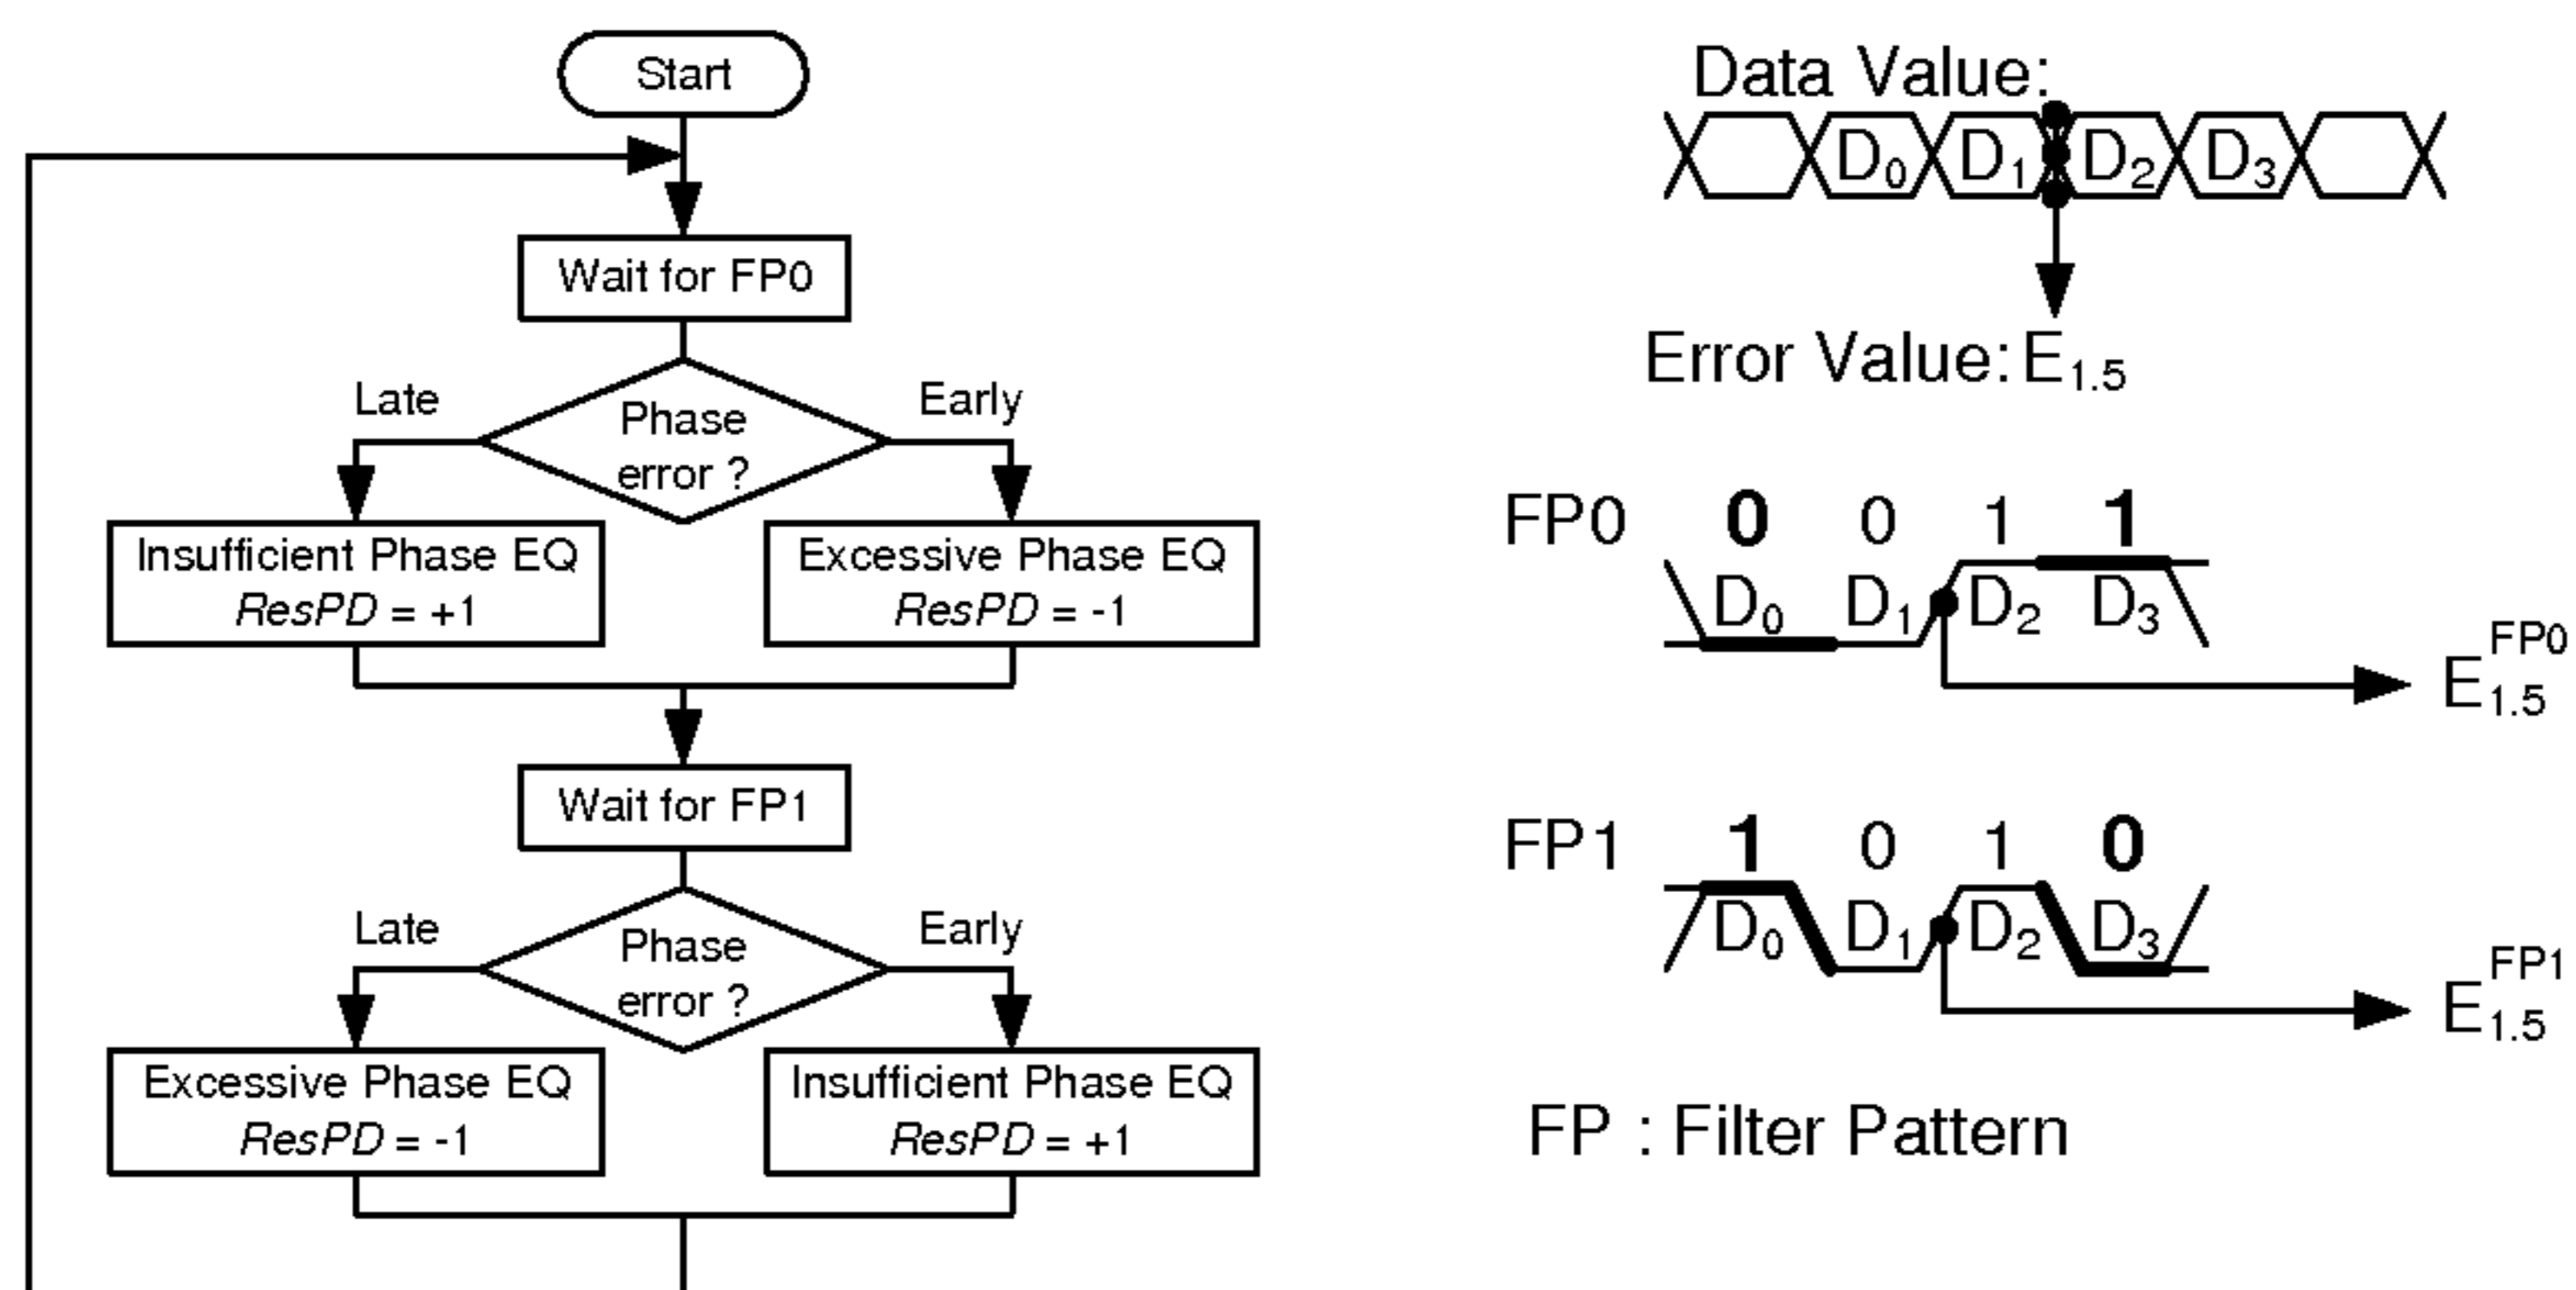 Start
Wait for FP0
Late
Early
Phase
error ?
Insufficient Phase EQ
ResPD = +1
Excessive Phase EQ
ResPD = -1
Wait for FP1
Late
Early
Phase
error ?
Excessive Phase EQ
ResPD = -1
Insufficient Phase EQ
ResPD = +1
Data Value:
D0 D1 D2 D3
Error Value: E1.5
FP0 0 0 1 1
D0 D1 D2 D3
E1.5 FP0
FP1 1 0 1 0
D0 D1 D2 D3
E1.5 FP1
FP : Filter Pattern